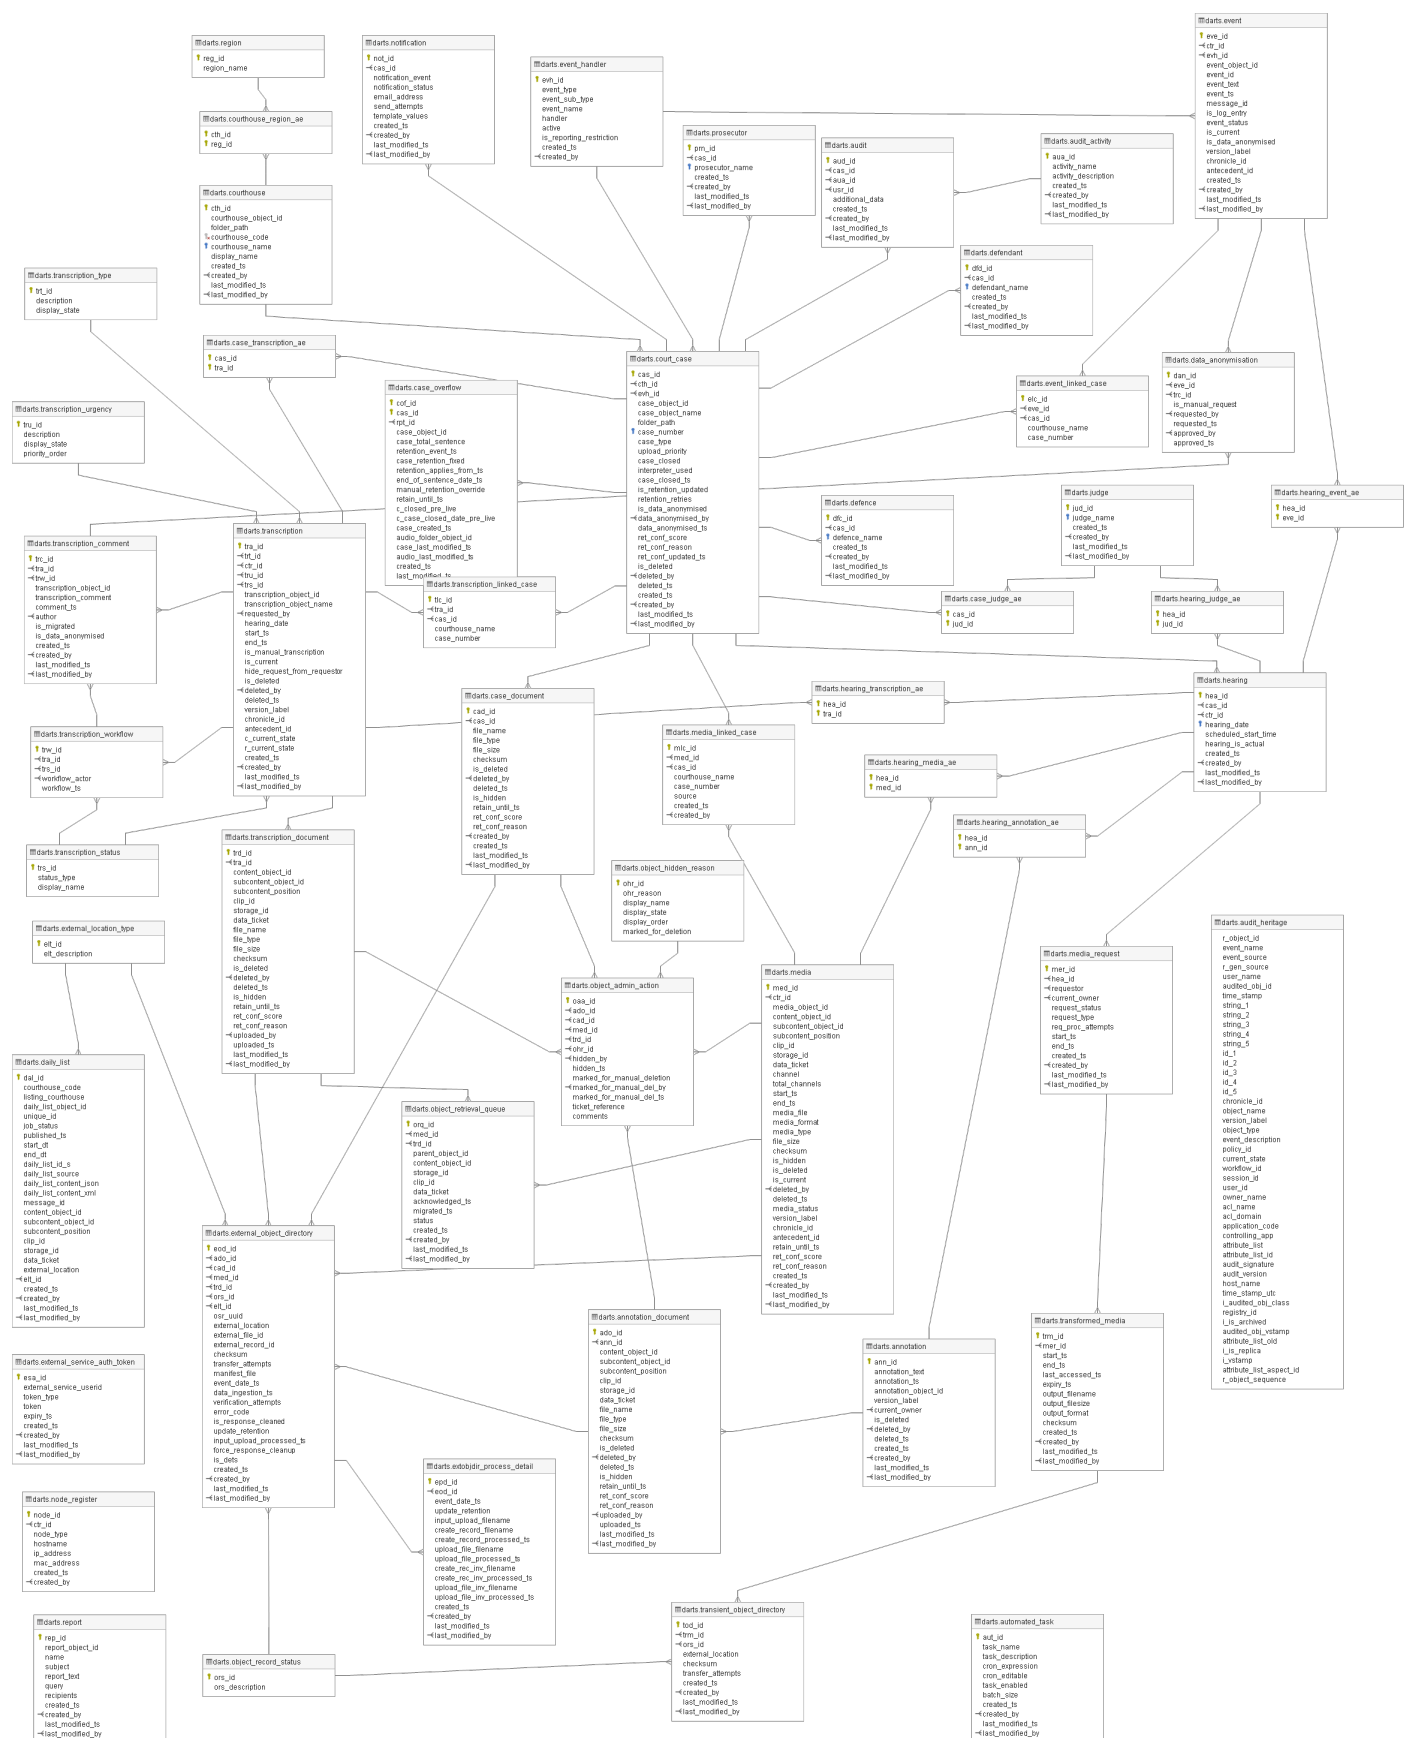 darts.region
reg_id
region_name
darts.notification
not_id
cas_id
notification_event
notification_status
email_address
send_attempts
template_values
created_ts
created_by
last_modified_ts
last_modified_by
darts.event_handler
evh_id
event_type
event_sub_type
event_name
handler
active
is_reporting_restriction
created_ts
created_by
darts.event
eve_id
ctr_id
evh_id
event_object_id
event_id
event_text
event_ts
message_id
is_log_entry
event_status
is_current
is_data_anonymised
version_label
chronicle_id
antecedent_id
created_ts
created_by
last_modified_ts
last_modified_by
darts.courthouse_region_ae
cth_id
reg_id
darts.prosecutor
prn_id
cas_id
prosecutor_name
created_ts
created_by
last_modified_ts
last_modified_by
darts.audit
aud_id
cas_id
aua_id
usr_id
additional_data
created_ts
created_by
last_modified_ts
last_modified_by
darts.audit_activity
aua_id
activity_name
activity_description
created_ts
created_by
last_modified_ts
last_modified_by
darts.courthouse
cth_id
courthouse_object_id
folder_path
courthouse_code
courthouse_name
display_name
created_ts
created_by
last_modified_ts
last_modified_by
darts.defendant
dfd_id
cas_id
defendant_name
created_ts
created_by
last_modified_ts
last_modified_by
darts.transcription_type
trt_id
description
display_state
darts.case_transcription_ae
cas_id
tra_id
darts.court_case
cas_id
cth_id
evh_id
case_object_id
case_object_name
folder_path
case_number
case_type
upload_priority
case_closed
interpreter_used
case_closed_ts
is_retention_updated
retention_retries
is_data_anonymised
data_anonymised_by
data_anonymised_ts
ret_conf_score
ret_conf_reason
ret_conf_updated_ts
is_deleted
deleted_by
deleted_ts
created_ts
created_by
last_modified_ts
last_modified_by
darts.case_overflow
cof_id
cas_id
rpt_id
case_object_id
case_total_sentence
retention_event_ts
case_retention_fixed
retention_applies_from_ts
end_of_sentence_date_ts
manual_retention_override
retain_until_ts
c_closed_pre_live
c_case_closed_date_pre_live
case_created_ts
audio_folder_object_id
case_last_modified_ts
audio_last_modified_ts
created_ts
last_modified_ts
darts.event_linked_case
elc_id
eve_id
cas_id
courthouse_name
case_number
darts.data_anonymisation
dan_id
eve_id
trc_id
is_manual_request
requested_by
requested_ts
approved_by
approved_ts
darts.transcription_urgency
tru_id
description
display_state
priority_order
darts.judge
jud_id
judge_name
created_ts
created_by
last_modified_ts
last_modified_by
darts.hearing_event_ae
hea_id
eve_id
darts.defence
dfc_id
cas_id
defence_name
created_ts
created_by
last_modified_ts
last_modified_by
darts.transcription_comment
trc_id
tra_id
trw_id
transcription_object_id
transcription_comment
comment_ts
author
is_migrated
is_data_anonymised
created_ts
created_by
last_modified_ts
last_modified_by
darts.transcription
tra_id
trt_id
ctr_id
tru_id
trs_id
transcription_object_id
transcription_object_name
requested_by
hearing_date
start_ts
end_ts
is_manual_transcription
is_current
hide_request_from_requestor
is_deleted
deleted_by
deleted_ts
version_label
chronicle_id
antecedent_id
c_current_state
r_current_state
created_ts
created_by
last_modified_ts
last_modified_by
darts.transcription_linked_case
tlc_id
tra_id
cas_id
courthouse_name
case_number
darts.case_judge_ae
cas_id
jud_id
darts.hearing_judge_ae
hea_id
jud_id
darts.hearing
hea_id
cas_id
ctr_id
hearing_date
scheduled_start_time
hearing_is_actual
created_ts
created_by
last_modified_ts
last_modified_by
darts.case_document
cad_id
cas_id
file_name
file_type
file_size
checksum
is_deleted
deleted_by
deleted_ts
is_hidden
retain_until_ts
ret_conf_score
ret_conf_reason
created_by
created_ts
last_modified_ts
last_modified_by
darts.hearing_transcription_ae
hea_id
tra_id
darts.transcription_workflow
trw_id
tra_id
trs_id
workflow_actor
workflow_ts
darts.media_linked_case
mlc_id
med_id
cas_id
courthouse_name
case_number
source
created_ts
created_by
darts.hearing_media_ae
hea_id
med_id
darts.hearing_annotation_ae
hea_id
ann_id
darts.transcription_status
trs_id
status_type
display_name
darts.transcription_document
trd_id
tra_id
content_object_id
subcontent_object_id
subcontent_position
clip_id
storage_id
data_ticket
file_name
file_type
file_size
checksum
is_deleted
deleted_by
deleted_ts
is_hidden
retain_until_ts
ret_conf_score
ret_conf_reason
uploaded_by
uploaded_ts
last_modified_ts
last_modified_by
darts.object_hidden_reason
ohr_id
ohr_reason
display_name
display_state
display_order
marked_for_deletion
darts.external_location_type
elt_id
elt_description
darts.audit_heritage
r_object_id
event_name
event_source
r_gen_source
user_name
audited_obj_id
time_stamp
string_1
string_2
string_3
string_4
string_5
id_1
id_2
id_3
id_4
id_5
chronicle_id
object_name
version_label
object_type
event_description
policy_id
current_state
workflow_id
session_id
user_id
owner_name
acl_name
acl_domain
application_code
controlling_app
attribute_list
attribute_list_id
audit_signature
audit_version
host_name
time_stamp_utc
i_audited_obj_class
registry_id
i_is_archived
audited_obj_vstamp
attribute_list_old
i_is_replica
i_vstamp
attribute_list_aspect_id
r_object_sequence
darts.media_request
mer_id
hea_id
requestor
current_owner
request_status
request_type
req_proc_attempts
start_ts
end_ts
created_ts
created_by
last_modified_ts
last_modified_by
darts.media
med_id
ctr_id
media_object_id
content_object_id
subcontent_object_id
subcontent_position
clip_id
storage_id
data_ticket
channel
total_channels
start_ts
end_ts
media_file
media_format
media_type
file_size
checksum
is_hidden
is_deleted
is_current
deleted_by
deleted_ts
media_status
version_label
chronicle_id
antecedent_id
retain_until_ts
ret_conf_score
ret_conf_reason
created_ts
created_by
last_modified_ts
last_modified_by
darts.object_admin_action
oaa_id
ado_id
cad_id
med_id
trd_id
ohr_id
hidden_by
hidden_ts
marked_for_manual_deletion
marked_for_manual_del_by
marked_for_manual_del_ts
ticket_reference
comments
darts.daily_list
dal_id
courthouse_code
listing_courthouse
daily_list_object_id
unique_id
job_status
published_ts
start_dt
end_dt
daily_list_id_s
daily_list_source
daily_list_content_json
daily_list_content_xml
message_id
content_object_id
subcontent_object_id
subcontent_position
clip_id
storage_id
data_ticket
external_location
elt_id
created_ts
created_by
last_modified_ts
last_modified_by
darts.object_retrieval_queue
orq_id
med_id
trd_id
parent_object_id
content_object_id
storage_id
clip_id
data_ticket
acknowledged_ts
migrated_ts
status
created_ts
created_by
last_modified_ts
last_modified_by
darts.external_object_directory
eod_id
ado_id
cad_id
med_id
trd_id
ors_id
elt_id
osr_uuid
external_location
external_file_id
external_record_id
checksum
transfer_attempts
manifest_file
event_date_ts
data_ingestion_ts
verification_attempts
error_code
is_response_cleaned
update_retention
input_upload_processed_ts
force_response_cleanup
is_dets
created_ts
created_by
last_modified_ts
last_modified_by
darts.annotation_document
ado_id
ann_id
content_object_id
subcontent_object_id
subcontent_position
clip_id
storage_id
data_ticket
file_name
file_type
file_size
checksum
is_deleted
deleted_by
deleted_ts
is_hidden
retain_until_ts
ret_conf_score
ret_conf_reason
uploaded_by
uploaded_ts
last_modified_ts
last_modified_by
darts.transformed_media
trm_id
mer_id
start_ts
end_ts
last_accessed_ts
expiry_ts
output_filename
output_filesize
output_format
checksum
created_ts
created_by
last_modified_ts
last_modified_by
darts.annotation
ann_id
annotation_text
annotation_ts
annotation_object_id
version_label
current_owner
is_deleted
deleted_by
deleted_ts
created_ts
created_by
last_modified_ts
last_modified_by
darts.external_service_auth_token
esa_id
external_service_userid
token_type
token
expiry_ts
created_ts
created_by
last_modified_ts
last_modified_by
darts.extobjdir_process_detail
epd_id
eod_id
event_date_ts
update_retention
input_upload_filename
create_record_filename
create_record_processed_ts
upload_file_filename
upload_file_processed_ts
create_rec_inv_filename
create_rec_inv_processed_ts
upload_file_inv_filename
upload_file_inv_processed_ts
created_ts
created_by
last_modified_ts
last_modified_by
darts.node_register
node_id
ctr_id
node_type
hostname
ip_address
mac_address
created_ts
created_by
darts.transient_object_directory
tod_id
trm_id
ors_id
external_location
checksum
transfer_attempts
created_ts
created_by
last_modified_ts
last_modified_by
darts.report
rep_id
report_object_id
name
subject
report_text
query
recipients
created_ts
created_by
last_modified_ts
last_modified_by
darts.automated_task
aut_id
task_name
task_description
cron_expression
cron_editable
task_enabled
batch_size
created_ts
created_by
last_modified_ts
last_modified_by
darts.object_record_status
ors_id
ors_description